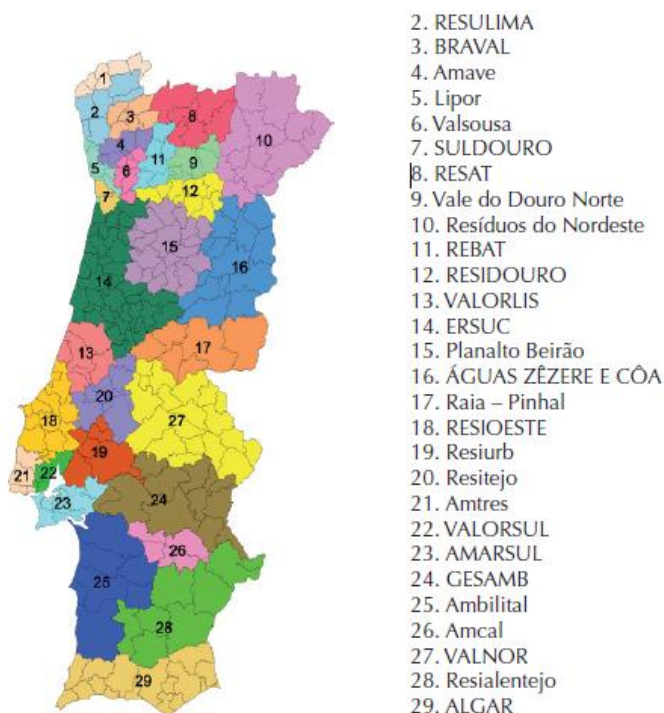 1
2
3
8
10
4
5
6
11
9
7
12
15
16
14
13
17
20
18
27
19
21
22
23
24
26
25
28
29
2. RESULIMA
3. BRAVAL
4. Amave
5. Lipor
6. Valsousa
7. SULDOURO
8. RESAT
9. Vale do Douro Norte
10. Resíduos do Nordeste
11. REBAT
12. RESIDOURO
13. VALORLIS
14. ERSUC
15. Planalto Beirão
16. ÁGUAS ZÊZERE E CÔA
17. Raia – Pinhal
18. RESIOESTE
19. Resiurb
20. Resitejo
21. Amtres
22. VALORSUL
23. AMARSUL
24. GESAMB
25. Ambilital
26. Amcal
27. VALNOR
28. Resialentejo
29. ALGAR